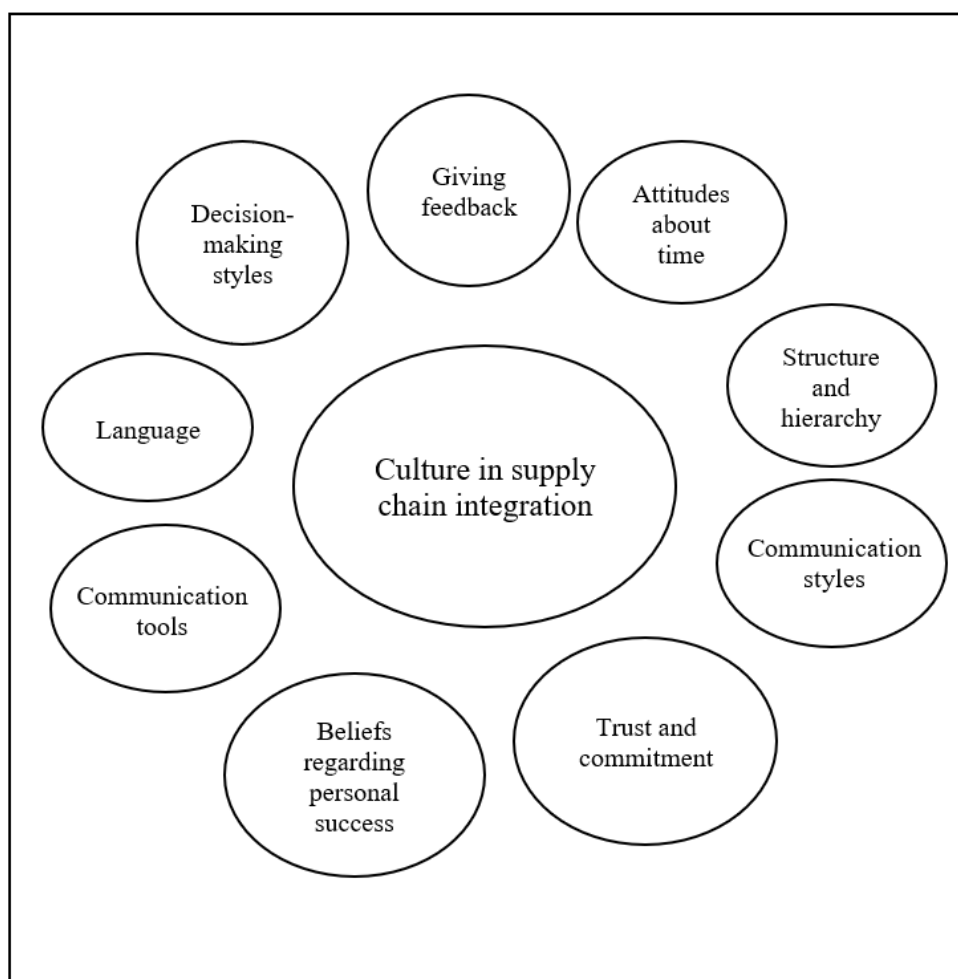 Giving
feedback
Attitudes
about
time
Decision-
making
styles
Structure
and
hierarchy
Language
Culture in supply
chain integration
Communication
styles
Communication
tools
Trust and
commitment
Beliefs
regarding
personal
success